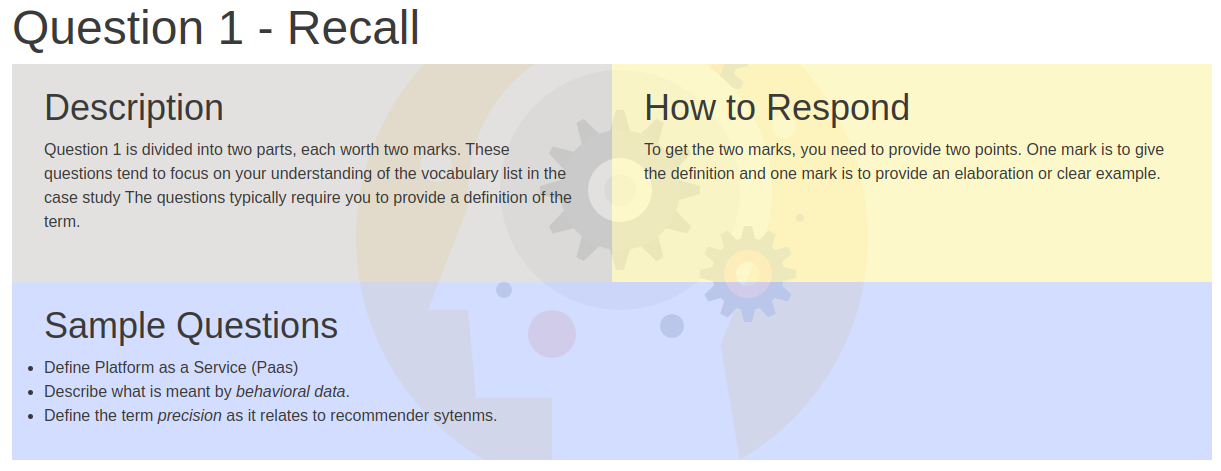 Question 1 - Recall
Description
Question 1 is divided into two parts, each worth two marks. These
questions tend to focus on your understanding of the vocabulary list in the
case study The questions typically require you to provide a definition of the
term.
How to Respond
To get the two marks, you need to provide two points. One mark is to give
the definition and one mark is to provide an elaboration or clear example.
Sample Questions
• Define Platform as a Service (Paas)
• Describe what is meant by behavioral data.
• Define the term precision as it relates to recommender sytenms.